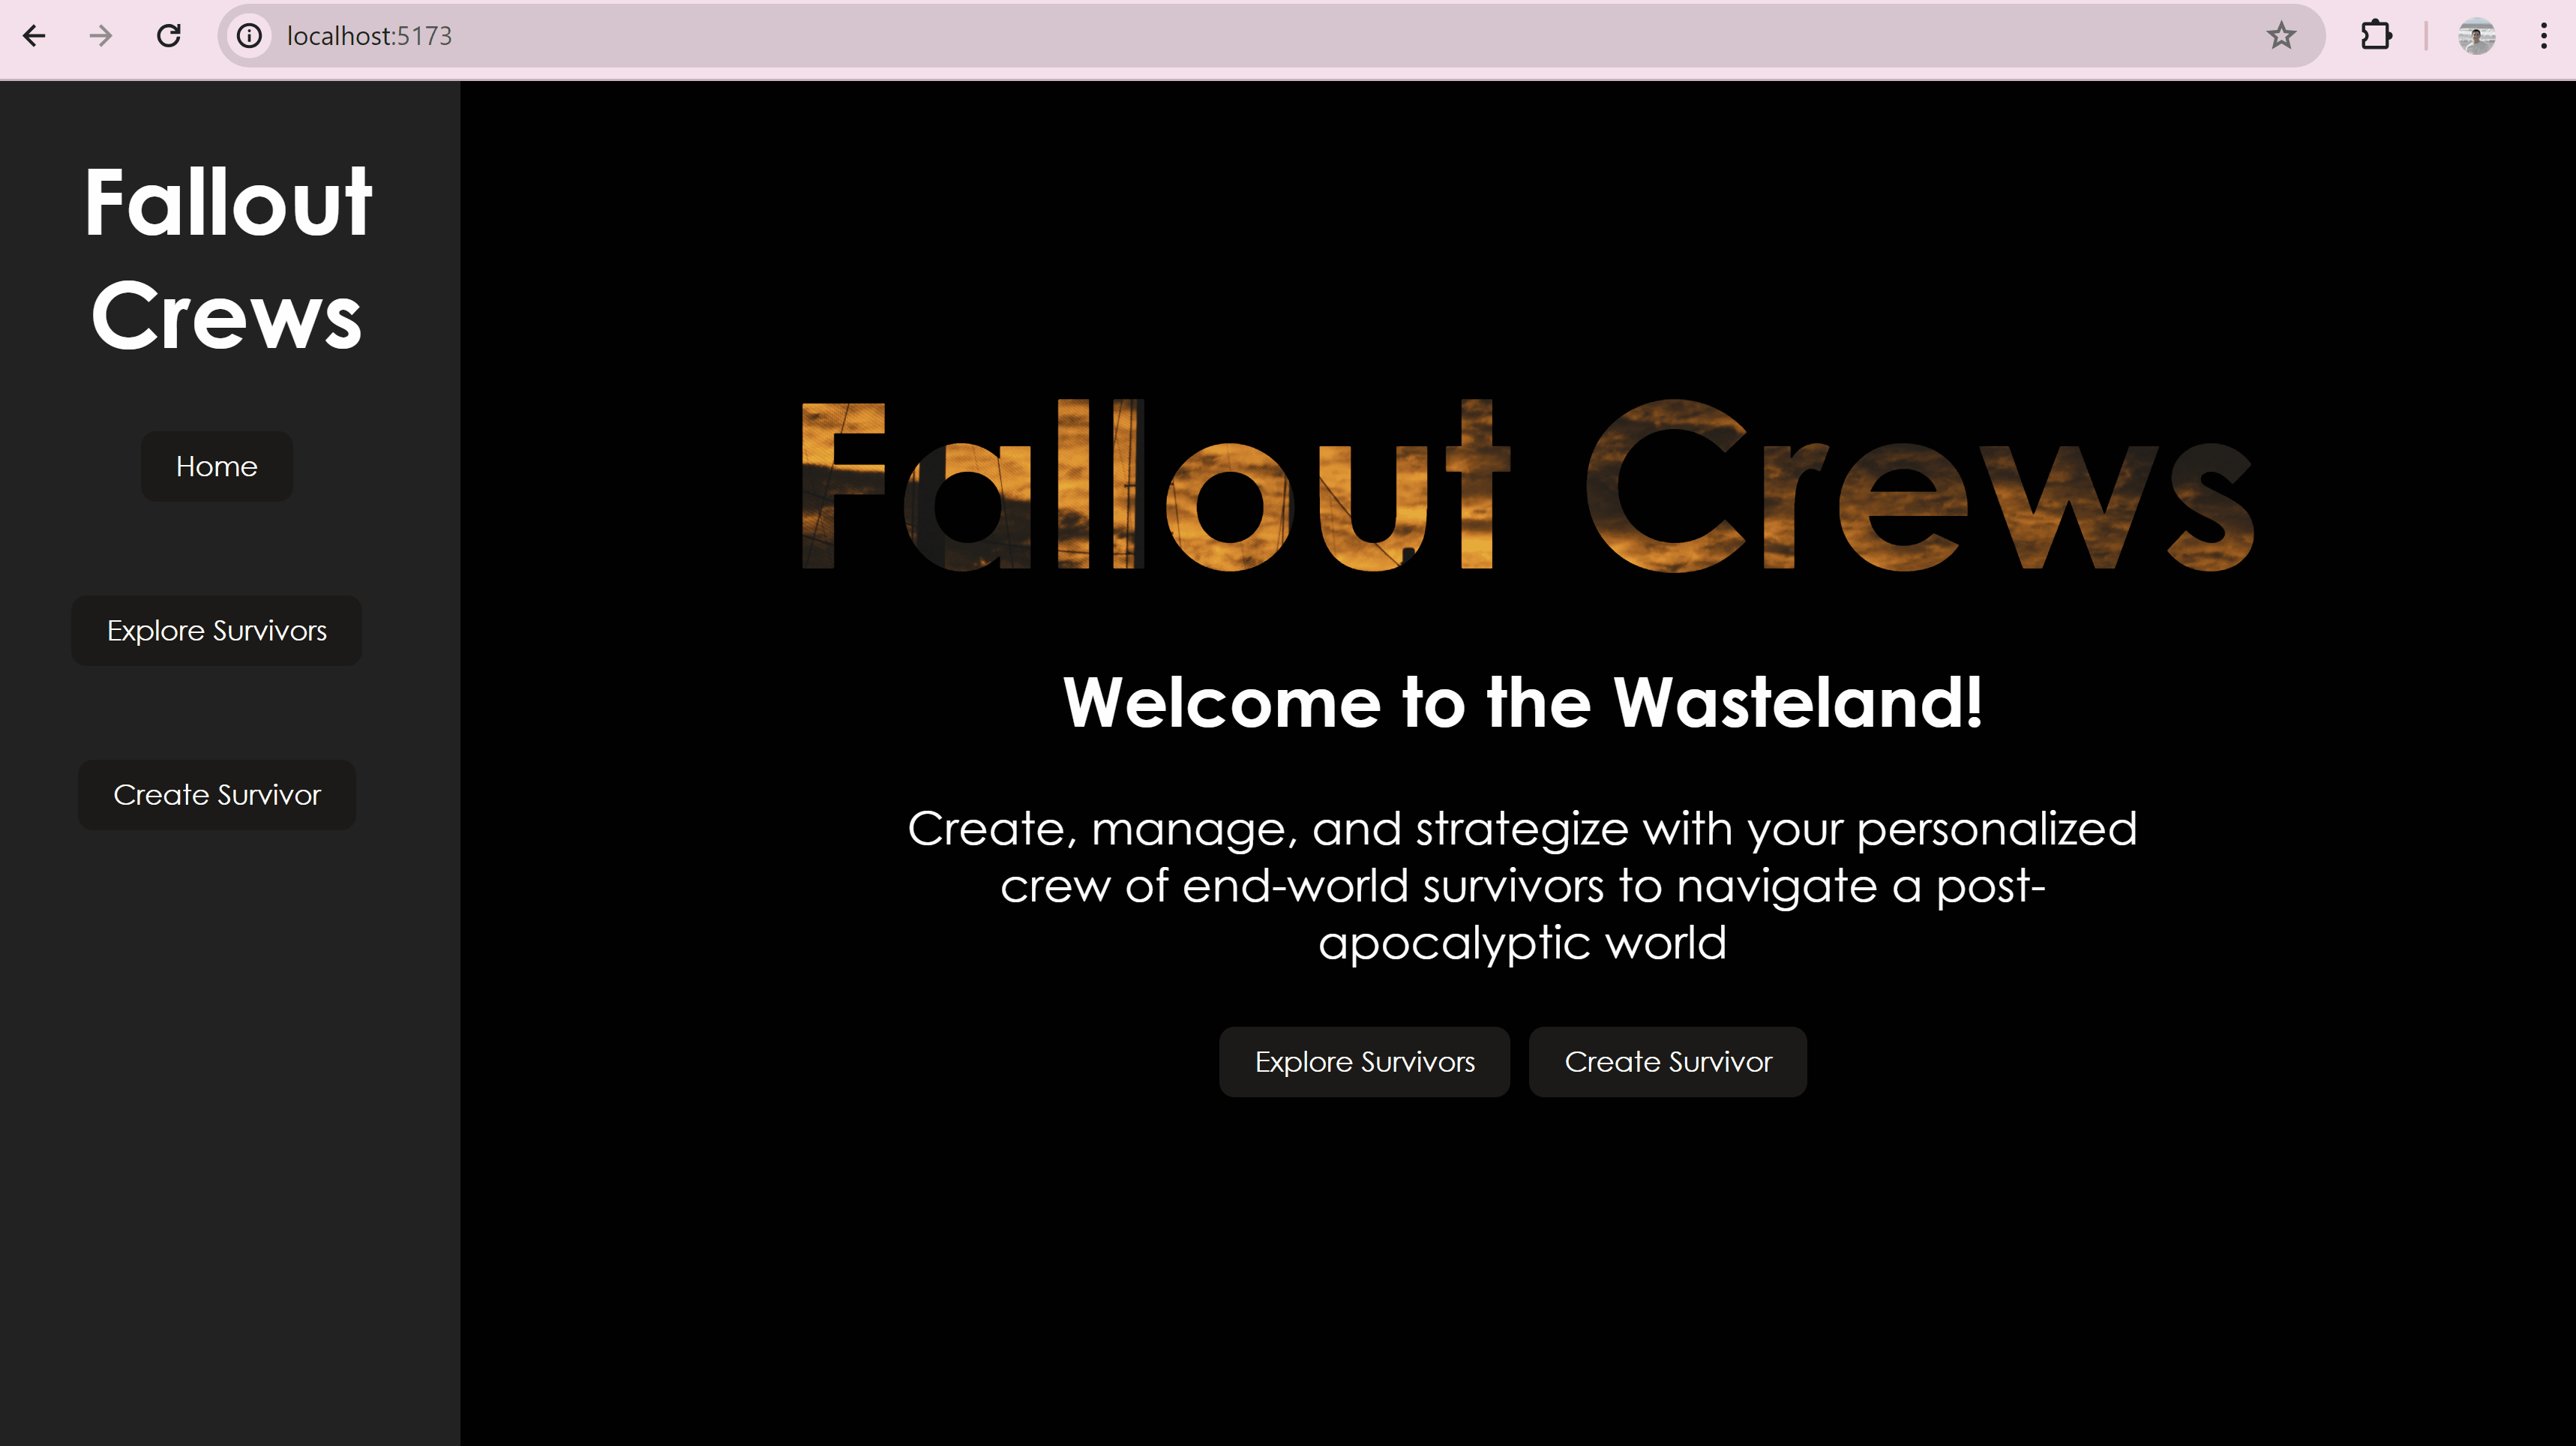 localhost:5173
Fallout
Crews
Home
Explore Survivors
Create Survivor
Fallout Crews
Welcome to the Wasteland!
Create, manage, and strategize with your personalized
crew of end-world survivors to navigate a post-
apocalyptic world
Explore Survivors
Create Survivor